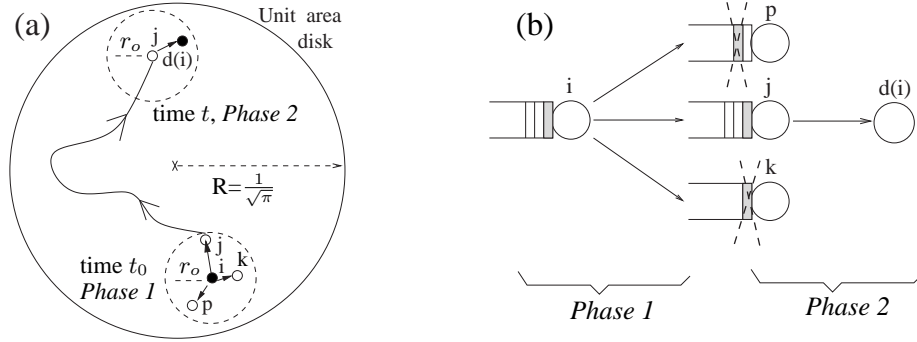 (a)
Unit area
disk
r_o
j
d(i)
time t, Phase 2
R=1/√π
time t_0
Phase 1
r_o
j
i
k
p
(b)
p
i
j
d(i)
k
Phase 1
Phase 2